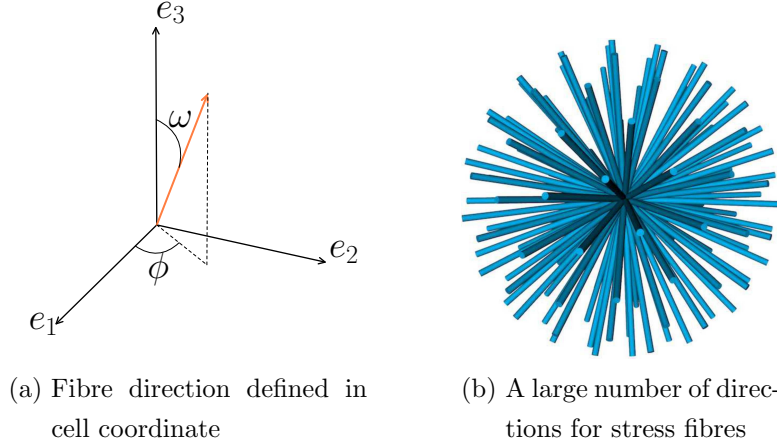 e3
ω
e2
ϕ
e1
(a) Fibre direction defined in
cell coordinate
(b) A large number of direc-
tions for stress fibres